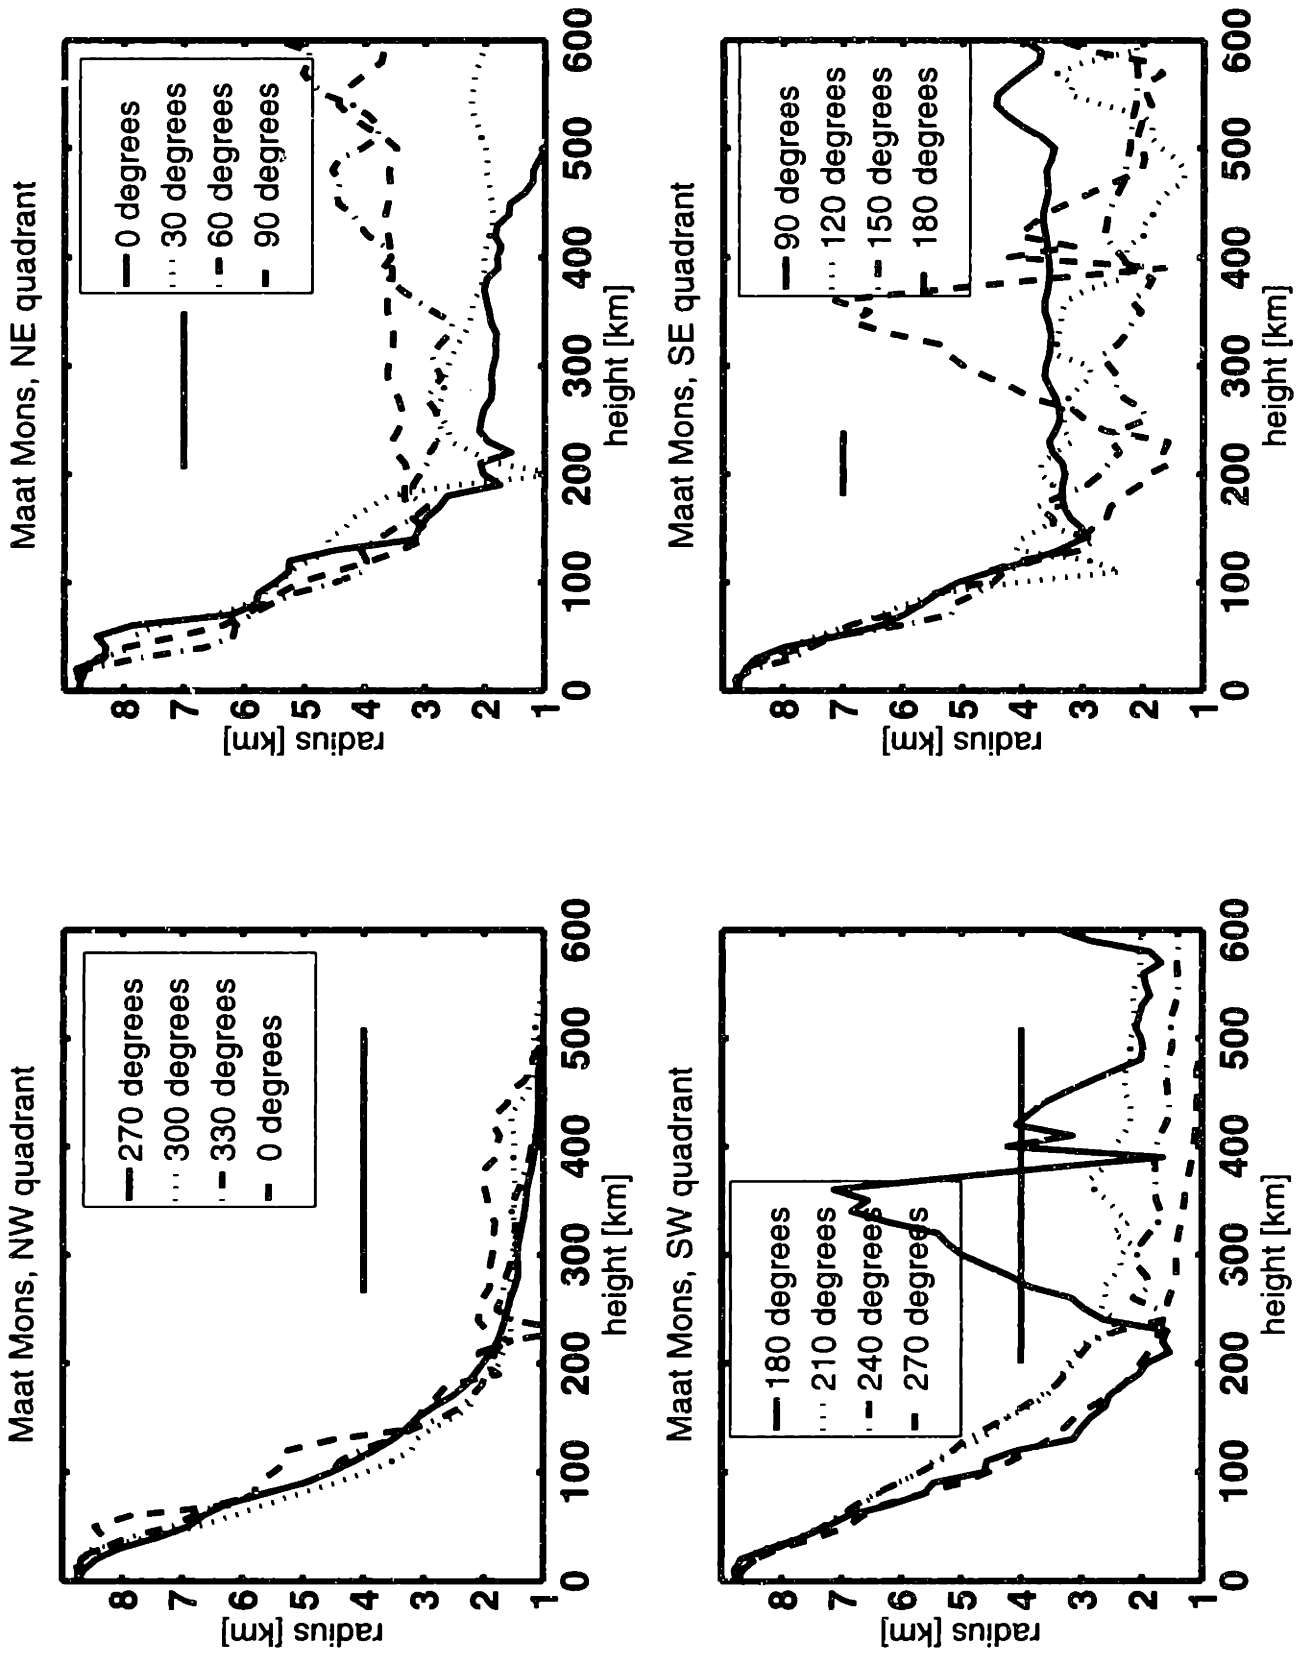 Maat Mons, NW quadrant
270 degrees
300 degrees
330 degrees
0 degrees
radius [km]
8
7
6
5
4
3
2
1
0 100 200 300 400 500 600
height [km]
Maat Mons, NE quadrant
0 degrees
30 degrees
60 degrees
90 degrees
radius [km]
8
7
6
5
4
3
2
1
0 100 200 300 400 500 600
height [km]
Maat Mons, SW quadrant
180 degrees
210 degrees
240 degrees
270 degrees
radius [km]
8
7
6
5
4
3
2
1
0 100 200 300 400 500 600
height [km]
Maat Mons, SE quadrant
90 degrees
120 degrees
150 degrees
180 degrees
radius [km]
8
7
6
5
4
3
2
1
0 100 200 300 400 500 600
height [km]